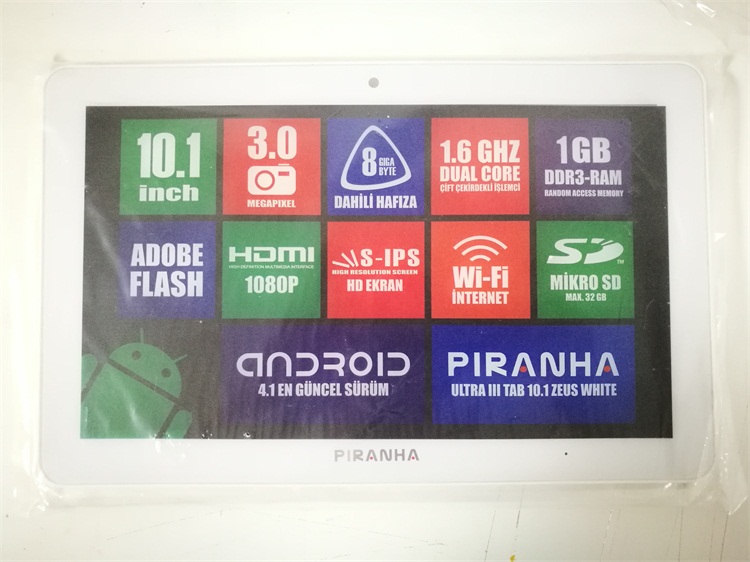 10.1
inch
3.0
MEGAPIXEL
8 GIGA
BYTE
DAHİLİ HAFIZA
1.6 GHZ
DUAL CORE
ÇİFT ÇEKİRDEKLİ İŞLEMCİ
1GB
DDR3-RAM
RANDOM ACCESS MEMORY
ADOBE
FLASH
HDMI
HIGH DEFINITION MULTIMEDIA INTERFACE
1080P
S-IPS
HIGH RESOLUTION SCREEN
HD EKRAN
Wi-Fi
İNTERNET
SD
TM
MİKRO SD
MAX. 32 GB
ANDROID
4.1 EN GÜNCEL SÜRÜM
PIRANHA
ULTRA III TAB 10.1 ZEUS WHITE
PIRANHA